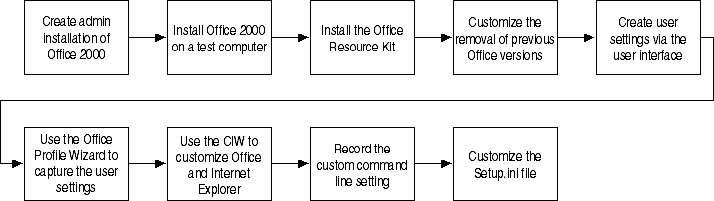 Create admin
installation of
Office 2000
Install Office 2000
on a test computer
Install the Office
Resource Kit
Customize the
removal of previous
Office versions
Create user
settings via the
user interface
Use the Office
Profile Wizard to
capture the user
settings
Use the CIW to
customize Office
and Internet
Explorer
Record the
custom command
line setting
Customize the
Setup.ini file